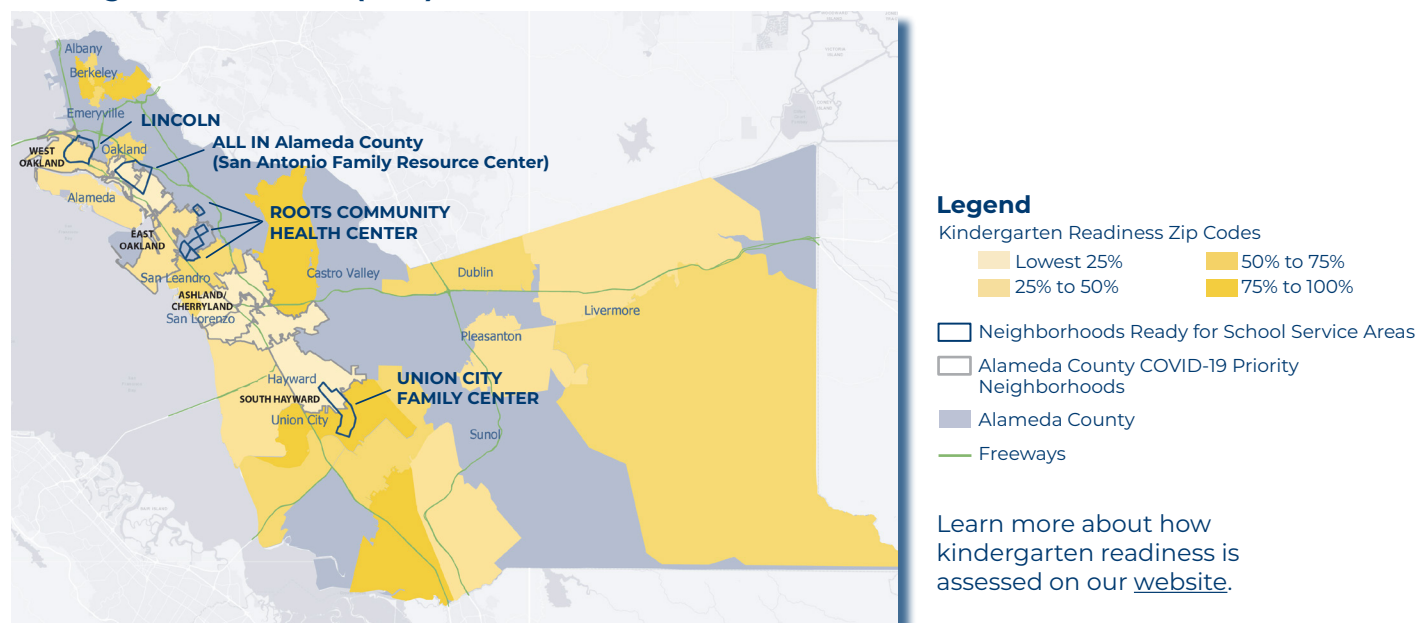 Albany
Berkeley
Emeryville
LINCOLN
ALL IN Alameda County
(San Antonio Family Resource Center)
WEST
OAKLAND
Oakland
Alameda
ROOTS COMMUNITY
HEALTH CENTER
EAST
OAKLAND
San Leandro
Castro Valley
Dublin
ASHLAND/
CHERRYLAND
San Lorenzo
Livermore
Pleasanton
Hayward
SOUTH HAYWARD
UNION CITY
FAMILY CENTER
Union City
Sunol
Legend
Kindergarten Readiness Zip Codes
Lowest 25%
50% to 75%
25% to 50%
75% to 100%
Neighborhoods Ready for School Service Areas
Alameda County COVID-19 Priority
Neighborhoods
Alameda County
Freeways
Learn more about how
kindergarten readiness is
assessed on our website.